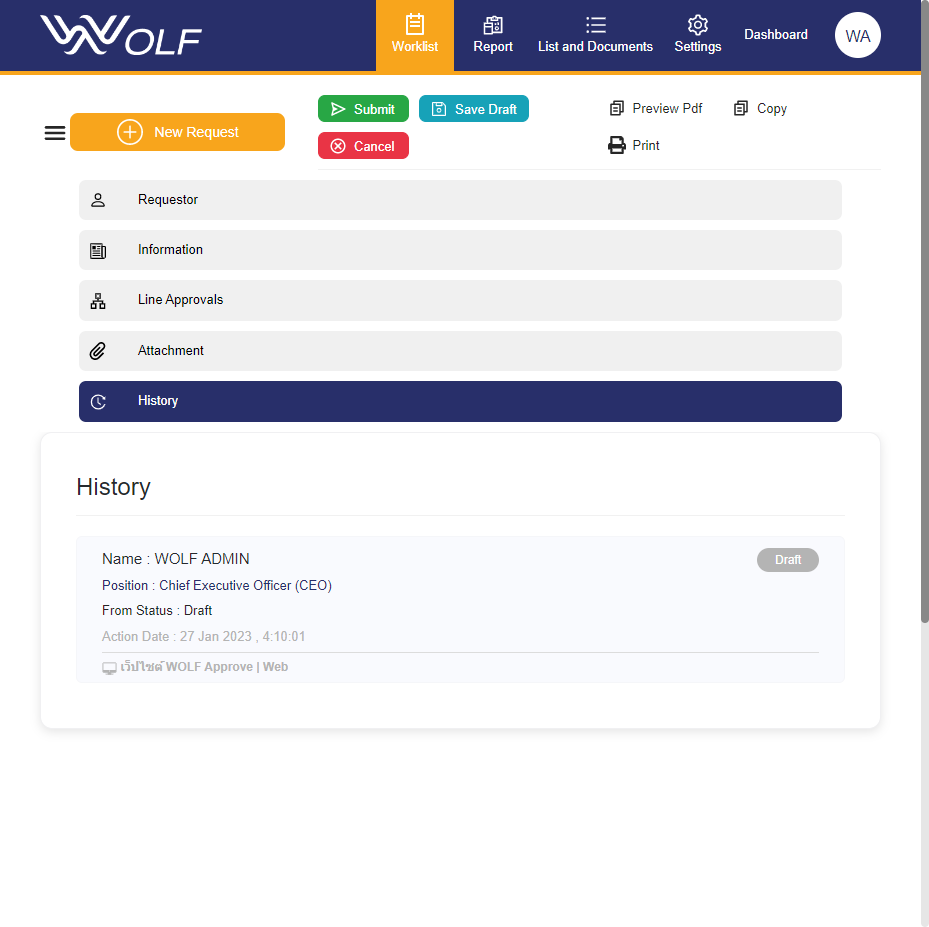 WOLF
Worklist
Report
List and Documents
Settings
Dashboard
WA
New Request
Submit
Save Draft
Cancel
Preview Pdf
Copy
Print
Requestor
Information
Line Approvals
Attachment
History
History
Name : WOLF ADMIN
Draft
Position : Chief Executive Officer (CEO)
From Status : Draft
Action Date : 27 Jan 2023 , 4:10:01
เว็ปไซต์ WOLF Approve | Web